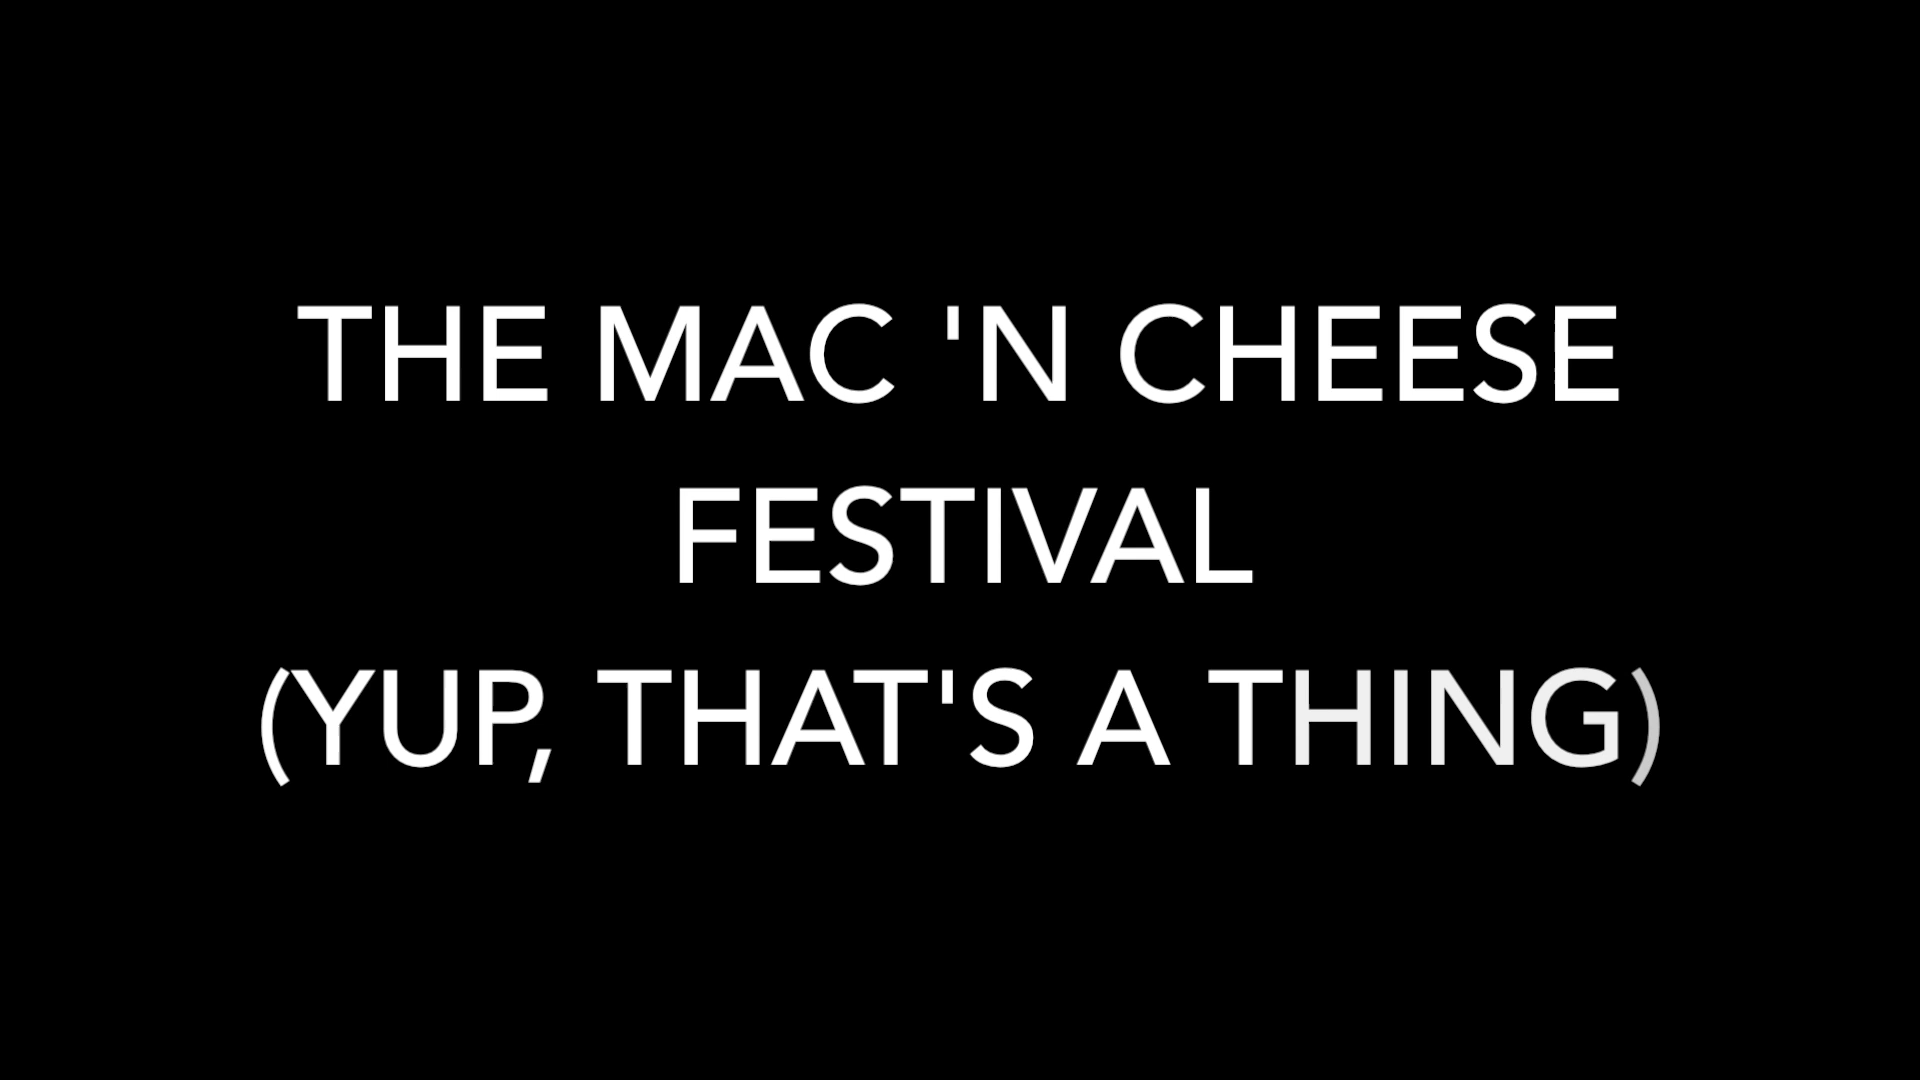 THE MAC 'N CHEESE
FESTIVAL
(YUP, THAT'S A THING)